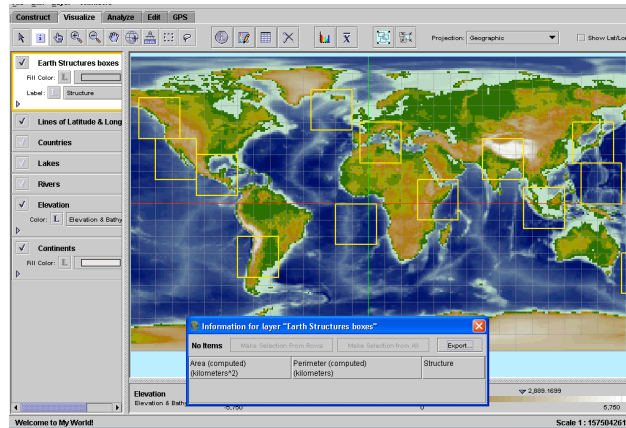 Construct Visualize Analyze Edit GPS
Projection: Geographic Show Lat/Lon
Earth Structures boxes
Fill Color: L
Label: L Structure
Lines of Latitude & Long
Countries
Lakes
Rivers
Elevation
Color: L Elevation & Bathy
Continents
Fill Color: L
Information for layer "Earth Structures boxes"
No Items Make Selection From Rows Make Selection from All Export...
Area (computed) Perimeter (computed) Structure
(kilometers^2) (kilometers)
Elevation 2,889.1699
Elevation & Bathy -5,750 0 5,750
Welcome to My World! Scale 1 : 157504261